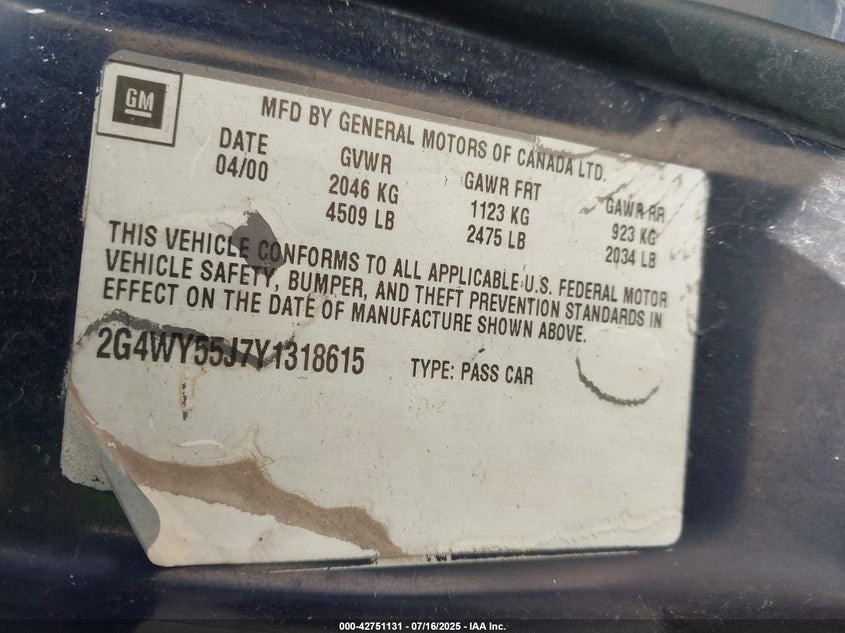 GM
MFD BY GENERAL MOTORS OF CANADA LTD.
DATE GVWR GAWR FRT GAWR RR
04/00 2046 KG 1123 KG 923 KG
4509 LB 2475 LB 2034 LB
THIS VEHICLE CONFORMS TO ALL APPLICABLE U.S. FEDERAL MOTOR
VEHICLE SAFETY, BUMPER, AND THEFT PREVENTION STANDARDS IN
EFFECT ON THE DATE OF MANUFACTURE SHOWN ABOVE.
2G4WY55J7Y1318615 TYPE: PASS CAR
000-42751131 - 07/16/2025 - IAA Inc.